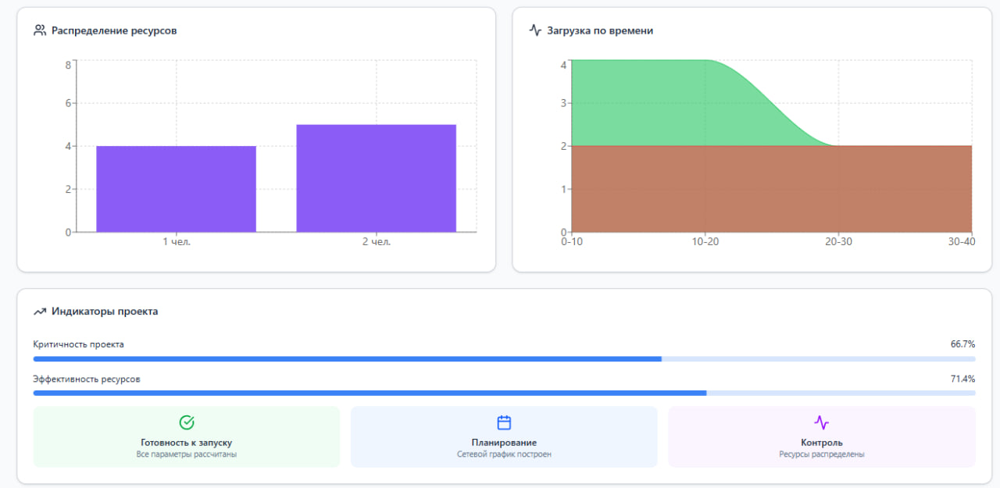 Распределение ресурсов
8
6
4
2
0
1 чел.
2 чел.
Загрузка по времени
4
3
2
1
0
0-10
10-20
20-30
30-40
Индикаторы проекта
Критичность проекта
66.7%
Эффективность ресурсов
71.4%
Готовность к запуску
Все параметры рассчитаны
Планирование
Сетевой график построен
Контроль
Ресурсы распределены